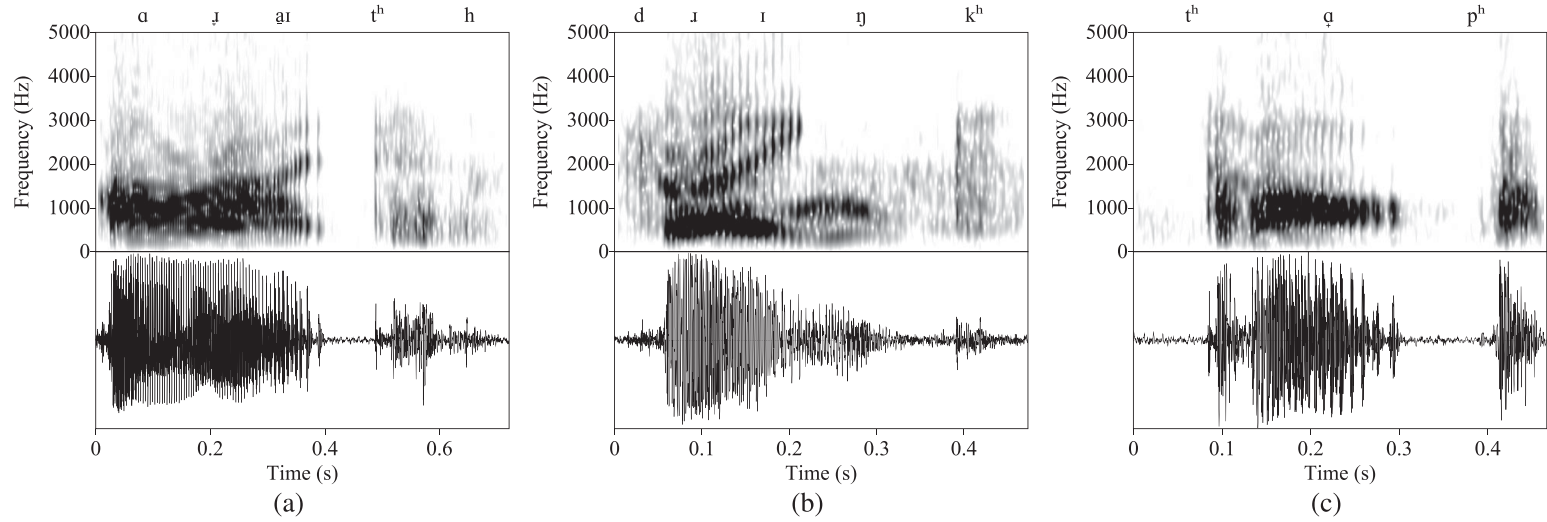 ɑ ɹ̣ a̱ɪ tʰ h
d ɹ ɪ ŋ kʰ
tʰ ɑ̟ pʰ
5000
4000
3000
2000
1000
0
Frequency (Hz)
0 0.2 0.4 0.6
Time (s)
(a)
5000
4000
3000
2000
1000
0
Frequency (Hz)
0 0.1 0.2 0.3 0.4
Time (s)
(b)
5000
4000
3000
2000
1000
0
Frequency (Hz)
0 0.1 0.2 0.3 0.4
Time (s)
(c)